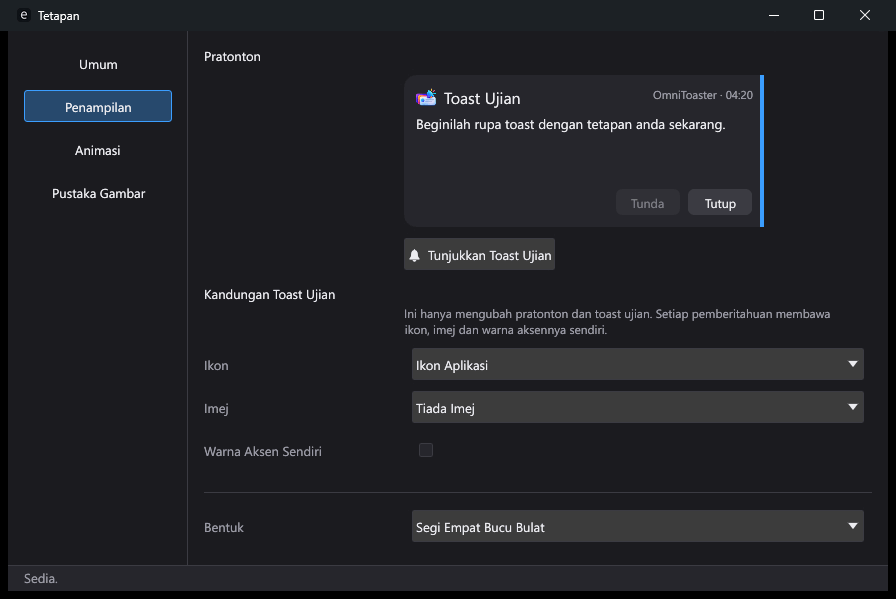 Tetapan
Umum
Penampilan
Animasi
Pustaka Gambar
Pratonton
Toast Ujian
OmniToaster · 04:20
Beginilah rupa toast dengan tetapan anda sekarang.
Tunda
Tutup
Tunjukkan Toast Ujian
Kandungan Toast Ujian
Ini hanya mengubah pratonton dan toast ujian. Setiap pemberitahuan membawa
ikon, imej dan warna aksennya sendiri.
Ikon
Ikon Aplikasi
Imej
Tiada Imej
Warna Aksen Sendiri
Bentuk
Segi Empat Bucu Bulat
Sedia.